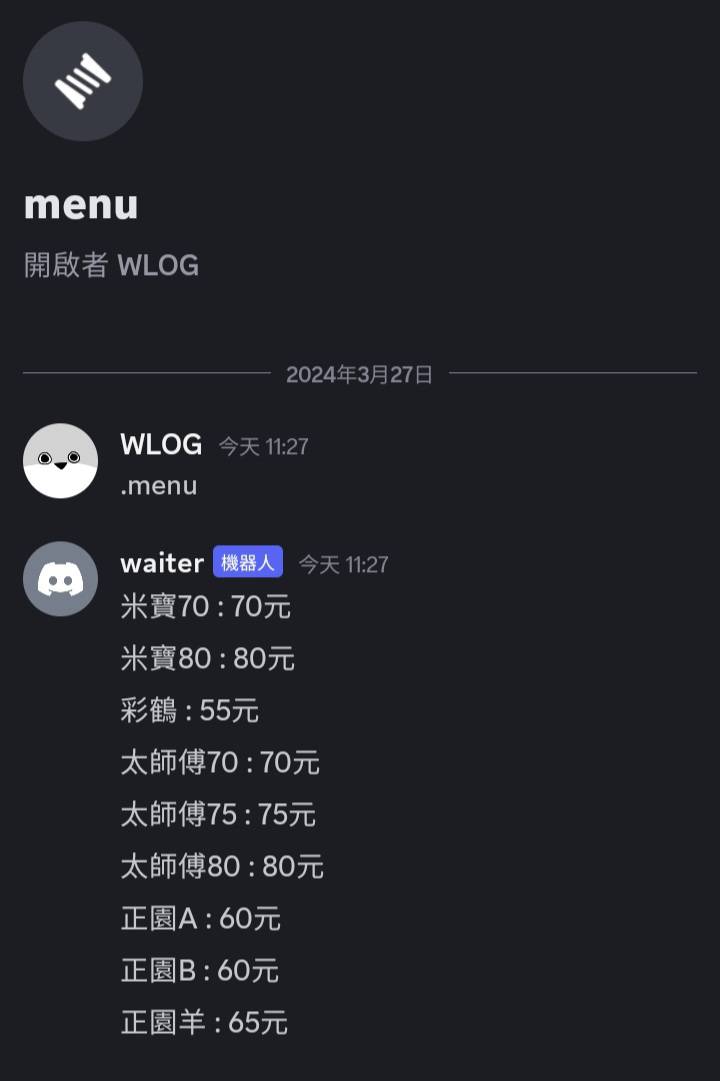 menu
開啟者 WLOG
2024年3月27日
WLOG 今天 11:27
.menu
waiter 機器人 今天 11:27
米寶70 : 70元
米寶80 : 80元
彩鶴 : 55元
太師傅70 : 70元
太師傅75 : 75元
太師傅80 : 80元
正園A : 60元
正園B : 60元
正園羊 : 65元